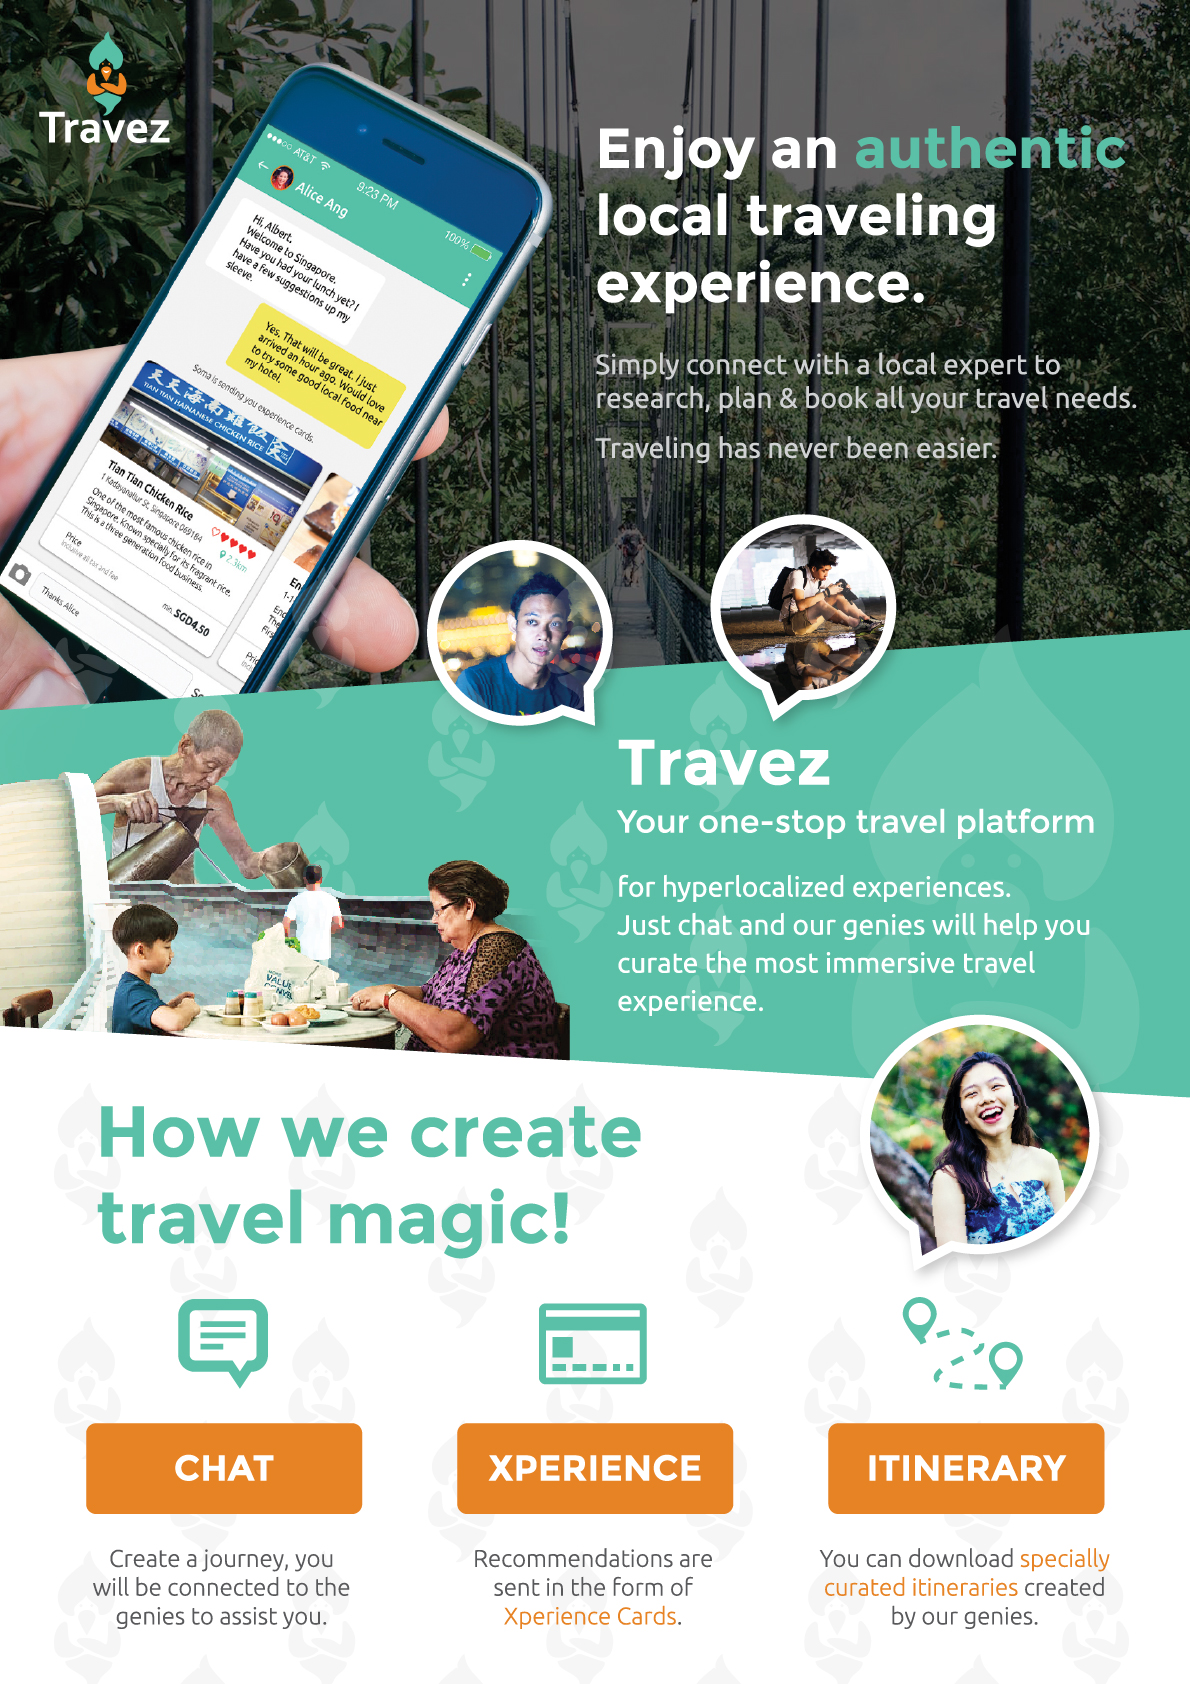 Travez
Enjoy an authentic
local traveling
experience.
Simply connect with a local expert to
research, plan & book all your travel needs.
Traveling has never been easier.
AT&T
9:23 PM
100%
Alice Ang
Hi, Albert.
Welcome to Singapore.
Have you had your lunch yet? I
have a few suggestions up my
sleeve.
Yes, That will be great. I just
arrived an hour ago. Would love
to try some good local food near
my hotel.
Soma is sending you experience cards.
天天海南雞飯
TIAN TIAN HAINANESE CHICKEN RICE
Tian Tian Chicken Rice
1 Kadayanallur St, Singapore 069184
2.3km
One of the most famous chicken rice in
Singapore. Known specially for its fragrant rice.
This is a three generation food business.
Price
Inclusive all tax and fee
min. SGD4.50
Thanks Alice
Travez
Your one-stop travel platform
for hyperlocalized experiences.
Just chat and our genies will help you
curate the most immersive travel
experience.
How we create
travel magic!
CHAT
Create a journey, you
will be connected to the
genies to assist you.
XPERIENCE
Recommendations are
sent in the form of
Xperience Cards.
ITINERARY
You can download specially
curated itineraries created
by our genies.